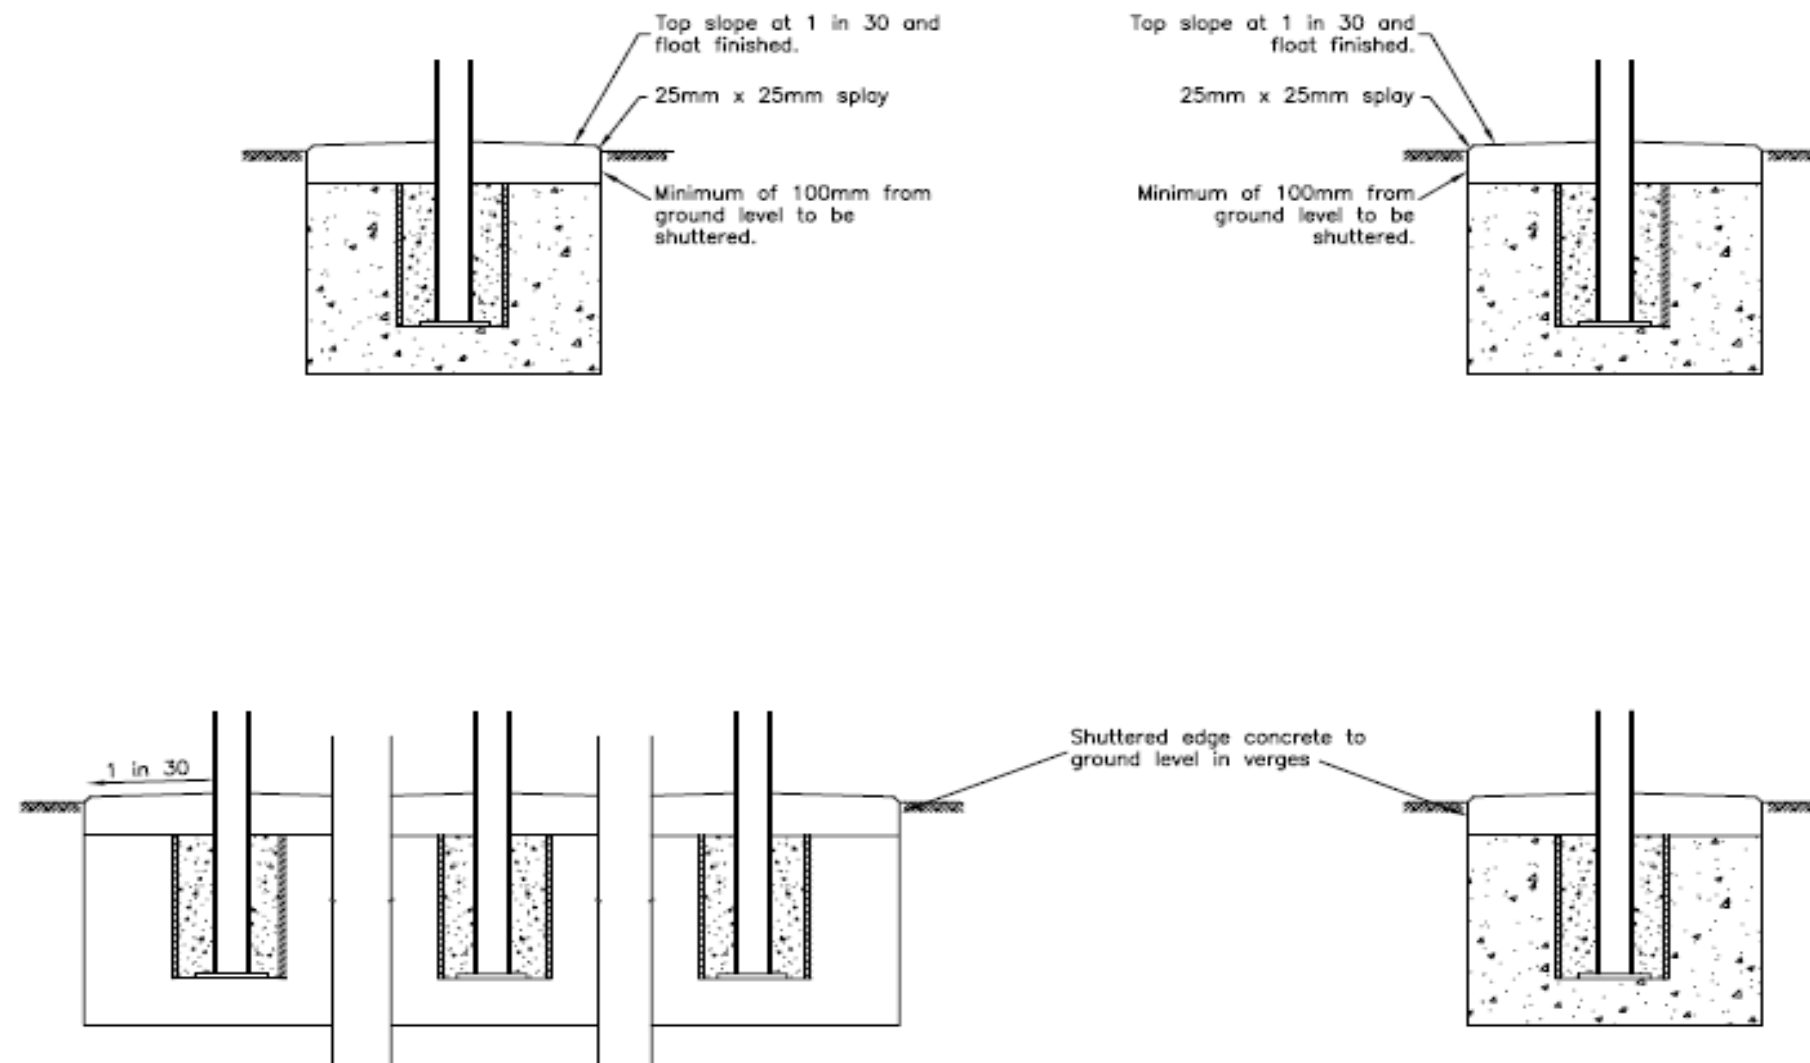 Top slope at 1 in 30 and
float finished.
25mm x 25mm splay
Minimum of 100mm from
ground level to be
shuttered.
Top slope at 1 in 30 and
float finished.
25mm x 25mm splay
Minimum of 100mm from
ground level to be
shuttered.
1 in 30
Shuttered edge concrete to
ground level in verges